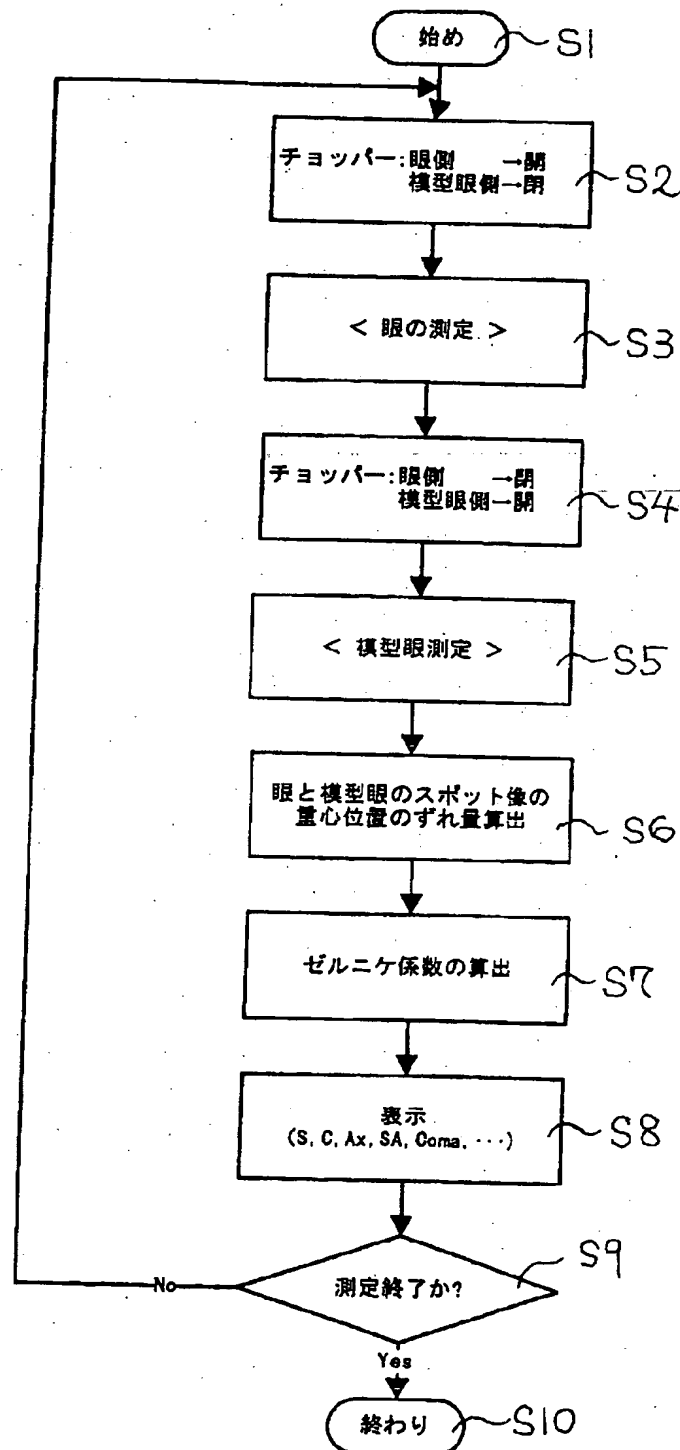 始め S1
チョッパー:眼側 →開
模型眼側→閉 S2
< 眼の測定 > S3
チョッパー:眼側 →閉
模型眼側→開 S4
< 模型眼測定 > S5
眼と模型眼のスポット像の
重心位置のずれ量算出 S6
ゼルニケ係数の算出 S7
表示
(S, C, Ax, SA, Coma, ···) S8
測定終了か? S9
No
Yes
終わり S10